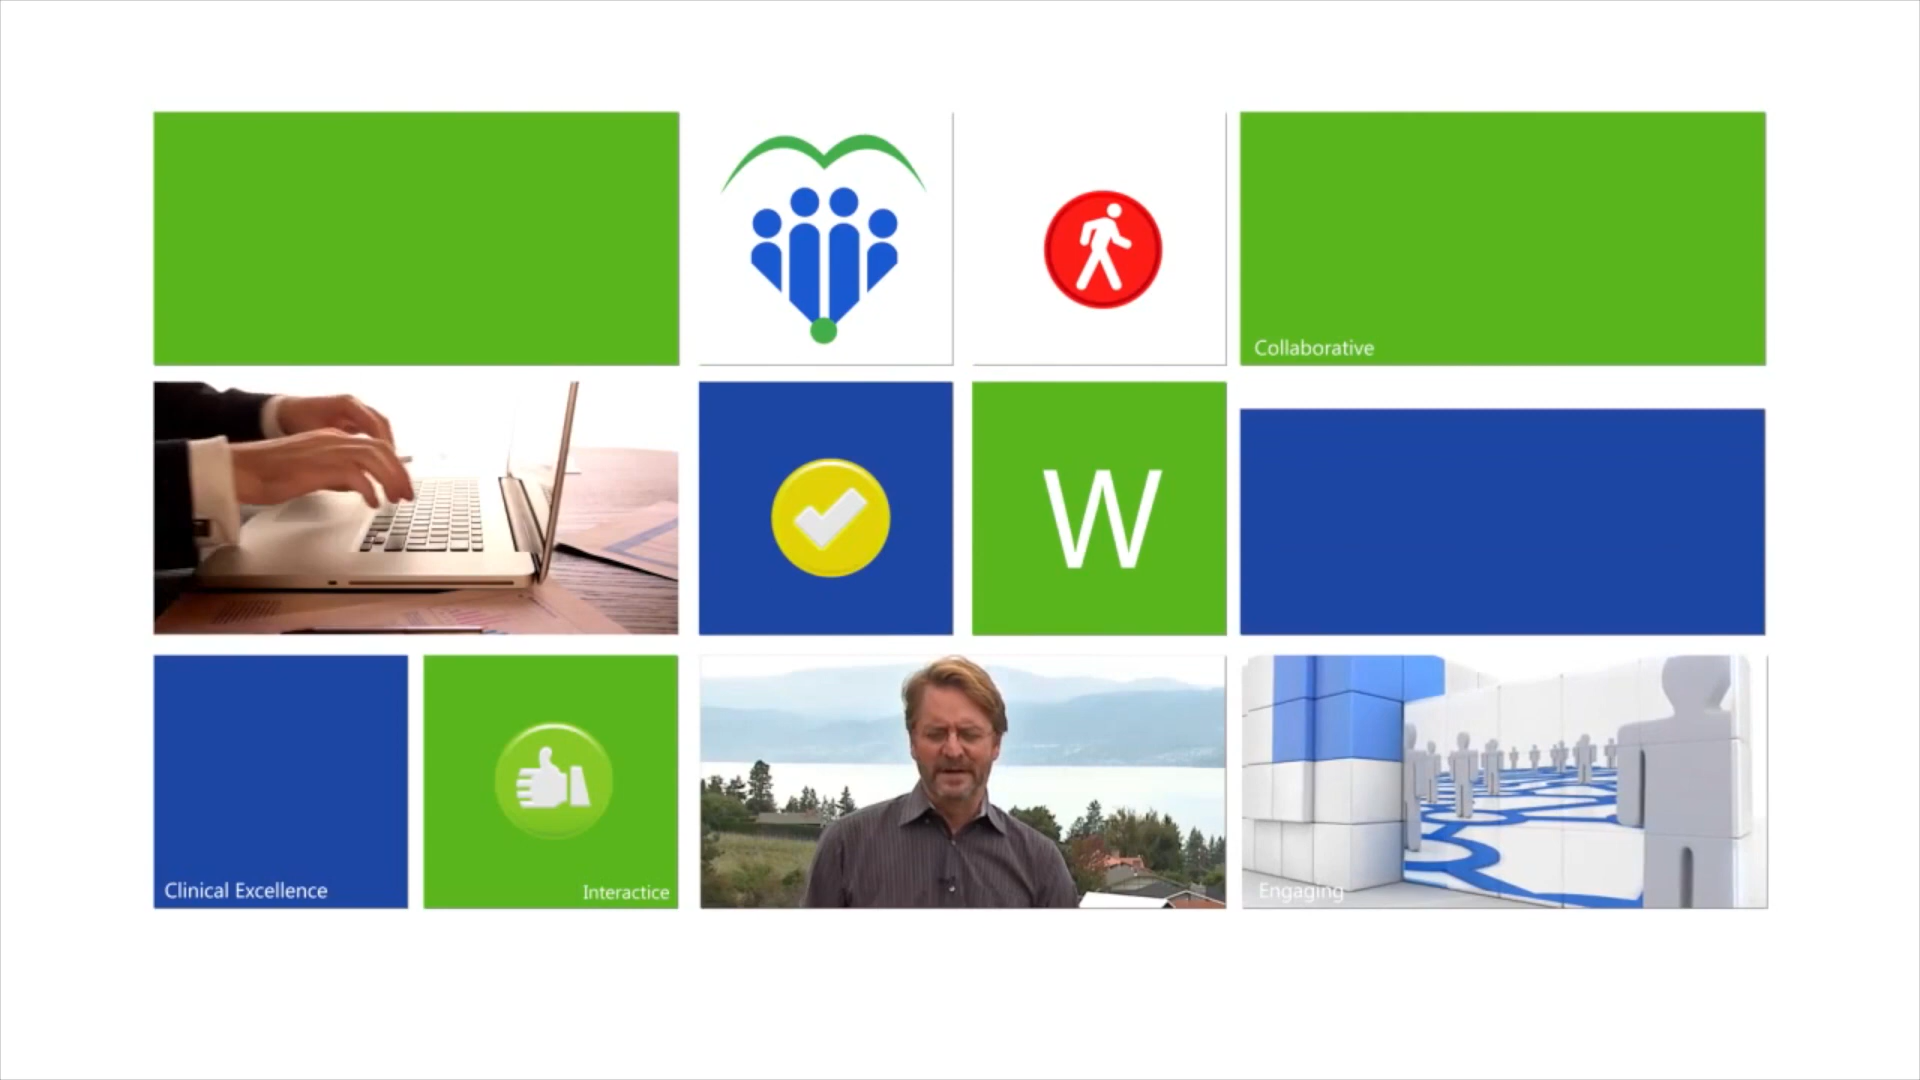 Collaborative
W
Clinical Excellence
Interactice
Engaging